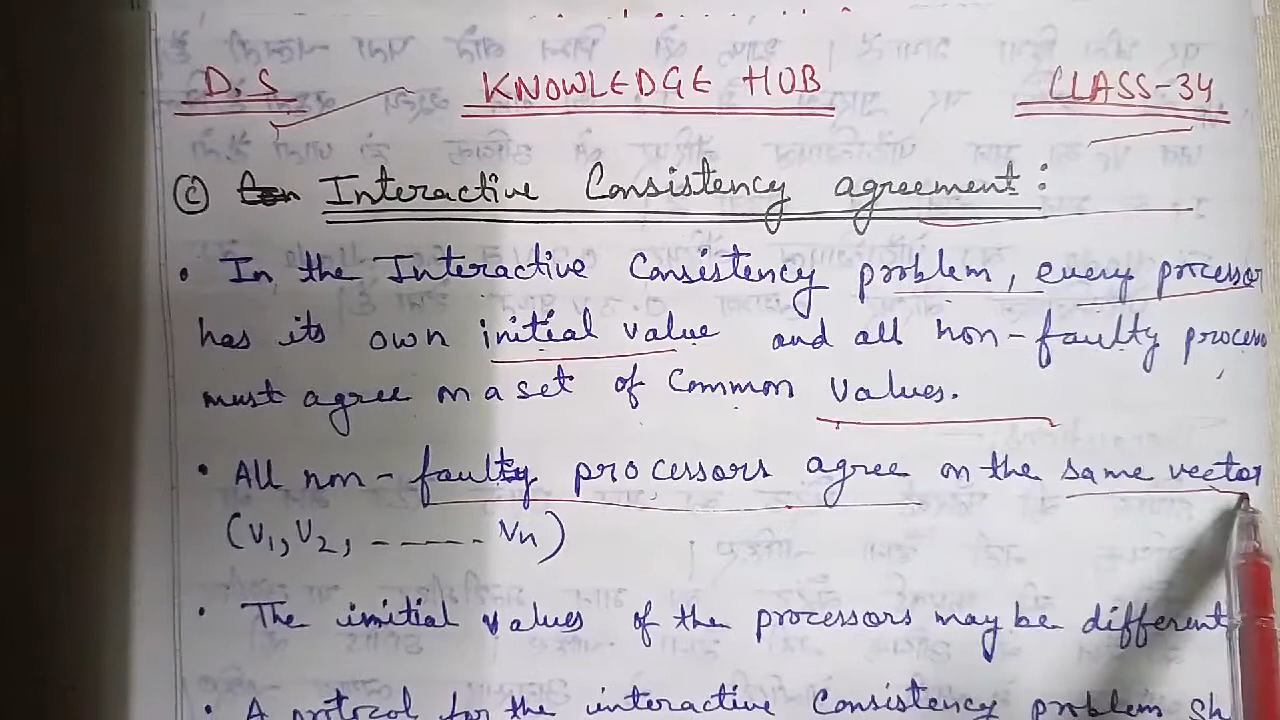 D.S KNOWLEDGE HUB CLASS-34
(C) Interactive Consistency agreement:
• In the Interactive Consistency problem, every processor
has its own initial value and all non-faulty
must agree on a set of Common values.
• All non-faulty processors agree on the same vector
(V1, V2, ------ Vn)
• The initial values of the processors may be different
• A protocol for the interactive Consistency problem